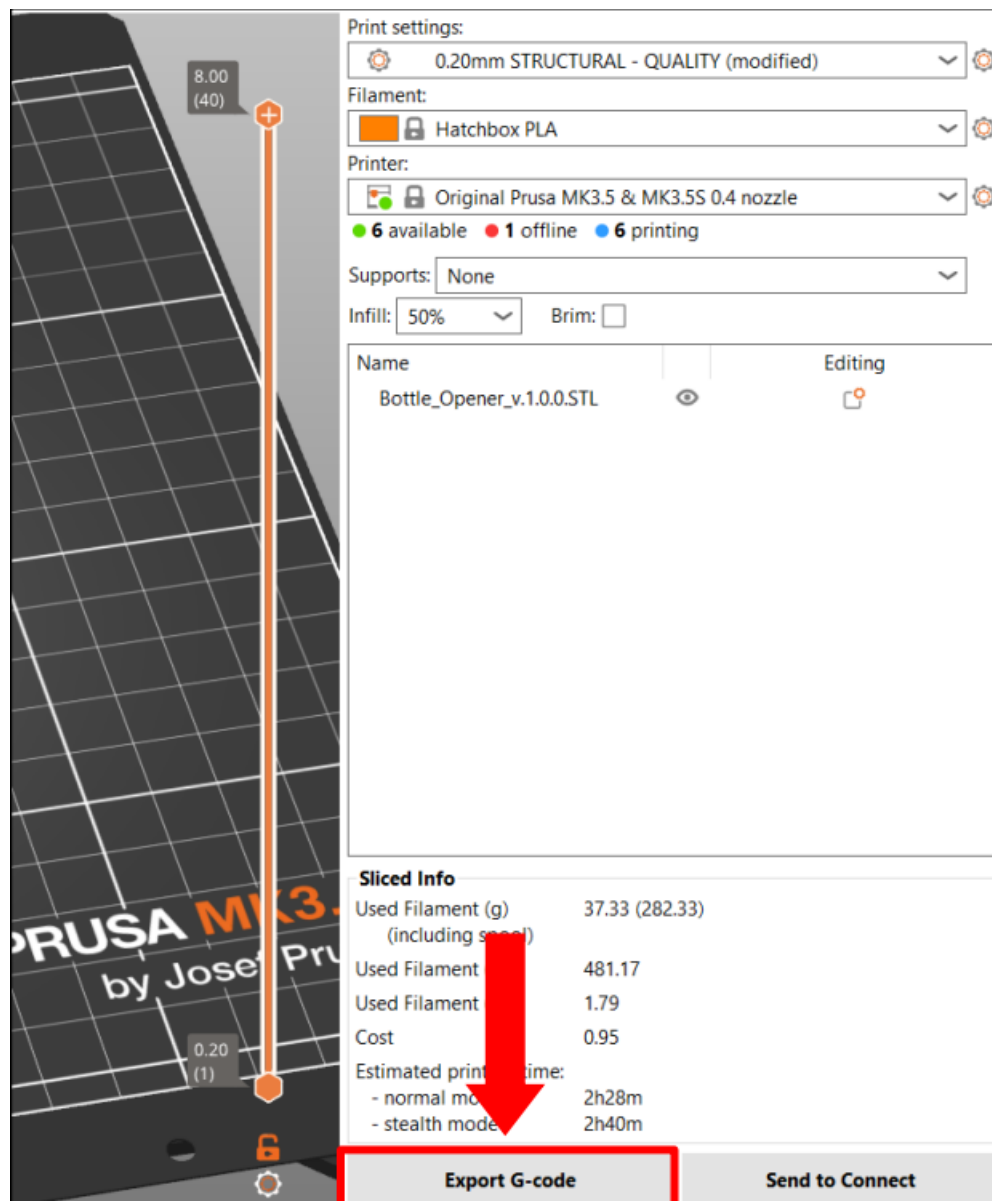 Print settings:
0.20mm STRUCTURAL - QUALITY (modified)
Filament:
Hatchbox PLA
Printer:
Original Prusa MK3.5 & MK3.5S 0.4 nozzle
6 available 1 offline 6 printing
Supports: None
Infill: 50% Brim:
Name Editing
Bottle_Opener_v.1.0.0.STL
8.00
(40)
PRUSA MK3.
by Josef Pru
0.20
(1)
Sliced Info
Used Filament (g) 37.33 (282.33)
(including
Used Filament 481.17
Used Filament 1.79
Cost 0.95
Estimated time:
- normal 2h28m
- stealth mode 2h40m
Export G-code Send to Connect